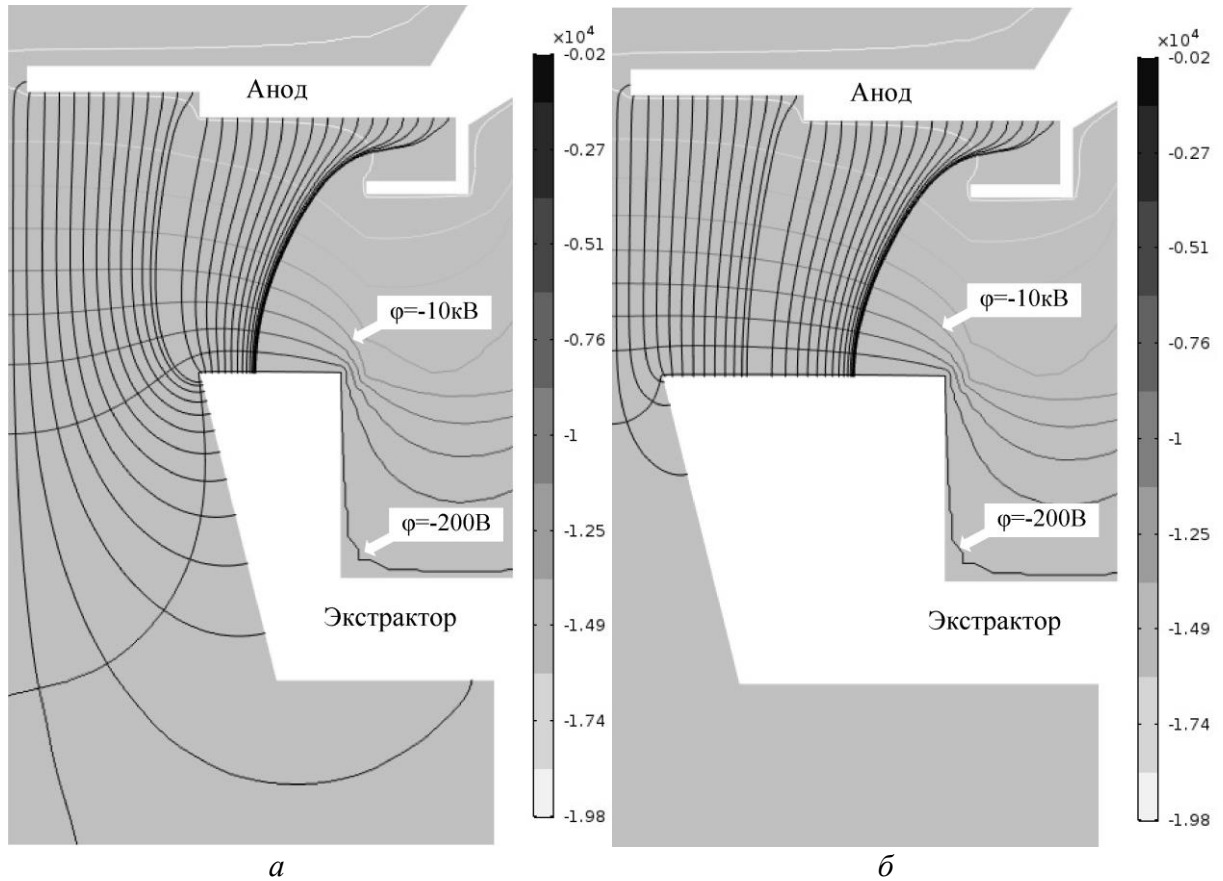 ×10⁴
-0.02
Анод
-0.27
-0.51
φ=-10кВ
-0.76
-1
-1.25
φ=-200В
-1.49
Экстрактор
-1.74
-1.98
а
×10⁴
-0.02
Анод
-0.27
-0.51
φ=-10кВ
-0.76
-1
-1.25
φ=-200В
-1.49
Экстрактор
-1.74
-1.98
б